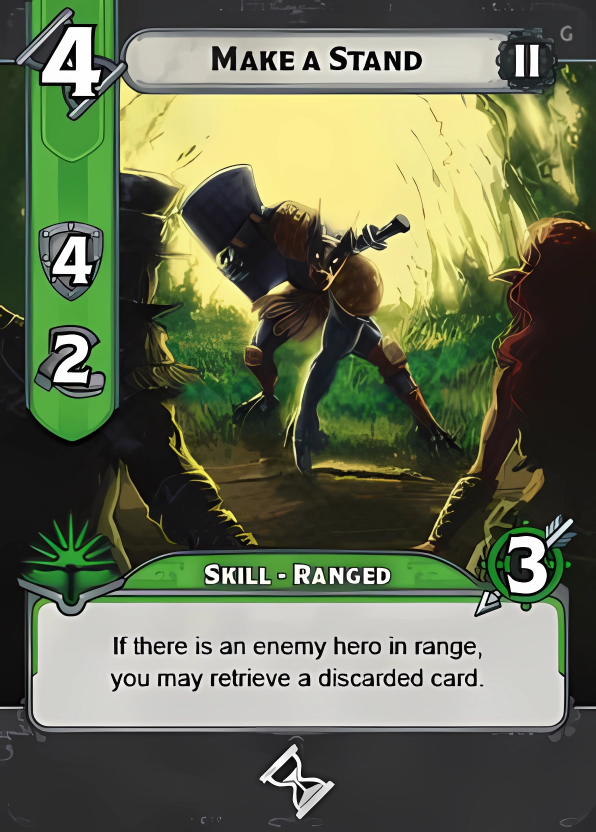 4
MAKE A STAND
II
G
4
2
SKILL - RANGED
3
If there is an enemy hero in range,
you may retrieve a discarded card.